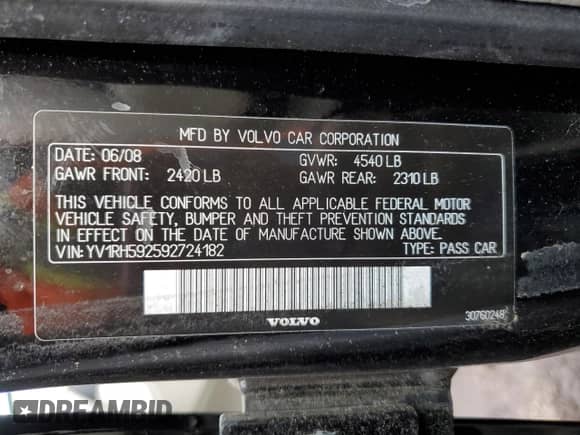 MFD BY VOLVO CAR CORPORATION
DATE: 06/08 GVWR: 4540 LB
GAWR FRONT: 2420 LB GAWR REAR: 2310 LB
THIS VEHICLE CONFORMS TO ALL APPLICABLE FEDERAL MOTOR
VEHICLE SAFETY, BUMPER AND THEFT PREVENTION STANDARDS
IN EFFECT ON THE DATE OF MANUFACTURE SHOWN ABOVE.
VIN: YV1RH592592724182 TYPE: PASS CAR
VOLVO 30760248
DREAMBID